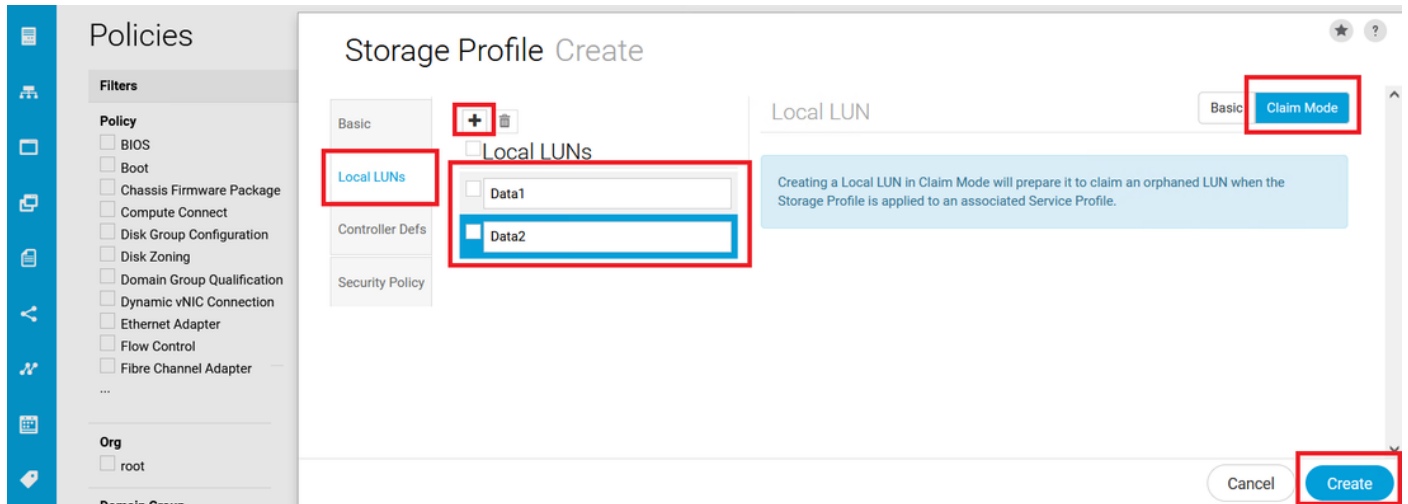 Policies
Filters
Policy
BIOS
Boot
Chassis Firmware Package
Compute Connect
Disk Group Configuration
Disk Zoning
Domain Group Qualification
Dynamic vNIC Connection
Ethernet Adapter
Flow Control
Fibre Channel Adapter
...
Org
root
Domain Group
Storage Profile Create
?
Basic
Local LUNs
Controller Defs
Security Policy
+
Local LUNs
Data1
Data2
Local LUN
Basic Claim Mode
Creating a Local LUN in Claim Mode will prepare it to claim an orphaned LUN when the
Storage Profile is applied to an associated Service Profile.
Cancel Create